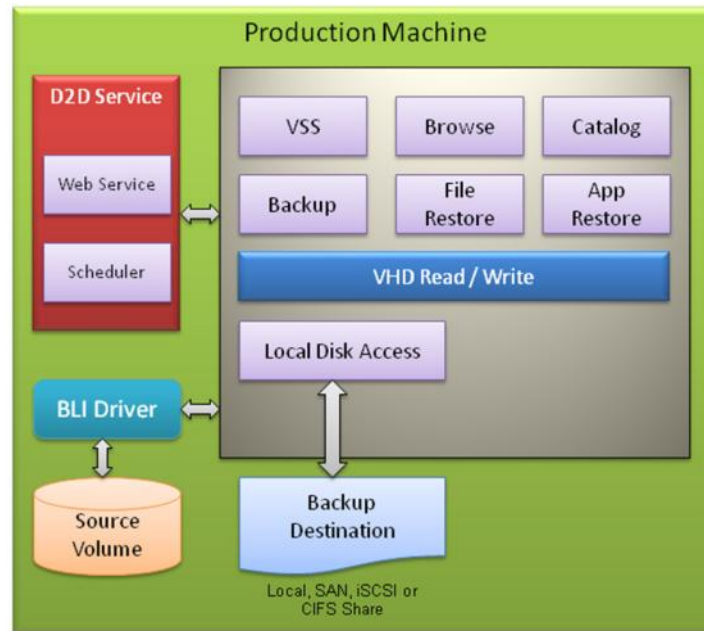 Production Machine
D2D Service
Web Service
Scheduler
VSS
Browse
Catalog
Backup
File
Restore
App
Restore
VHD Read / Write
Local Disk Access
BLI Driver
Source
Volume
Backup
Destination
Local, SAN, iSCSI or
CIFS Share